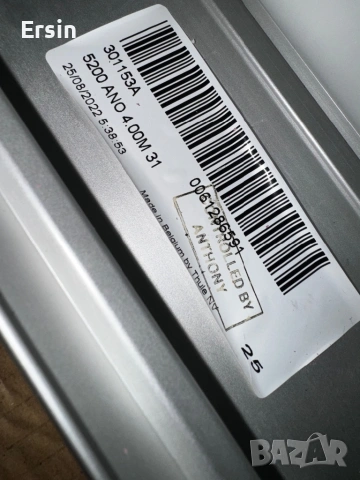 Ersin
301153A
5200 ANO 4.00M 31
25/08/2022 5:38:53
0061286591
CONTROLLED BY
ANTHONY
Made in Belgium by Thule NV
25
BAZAR